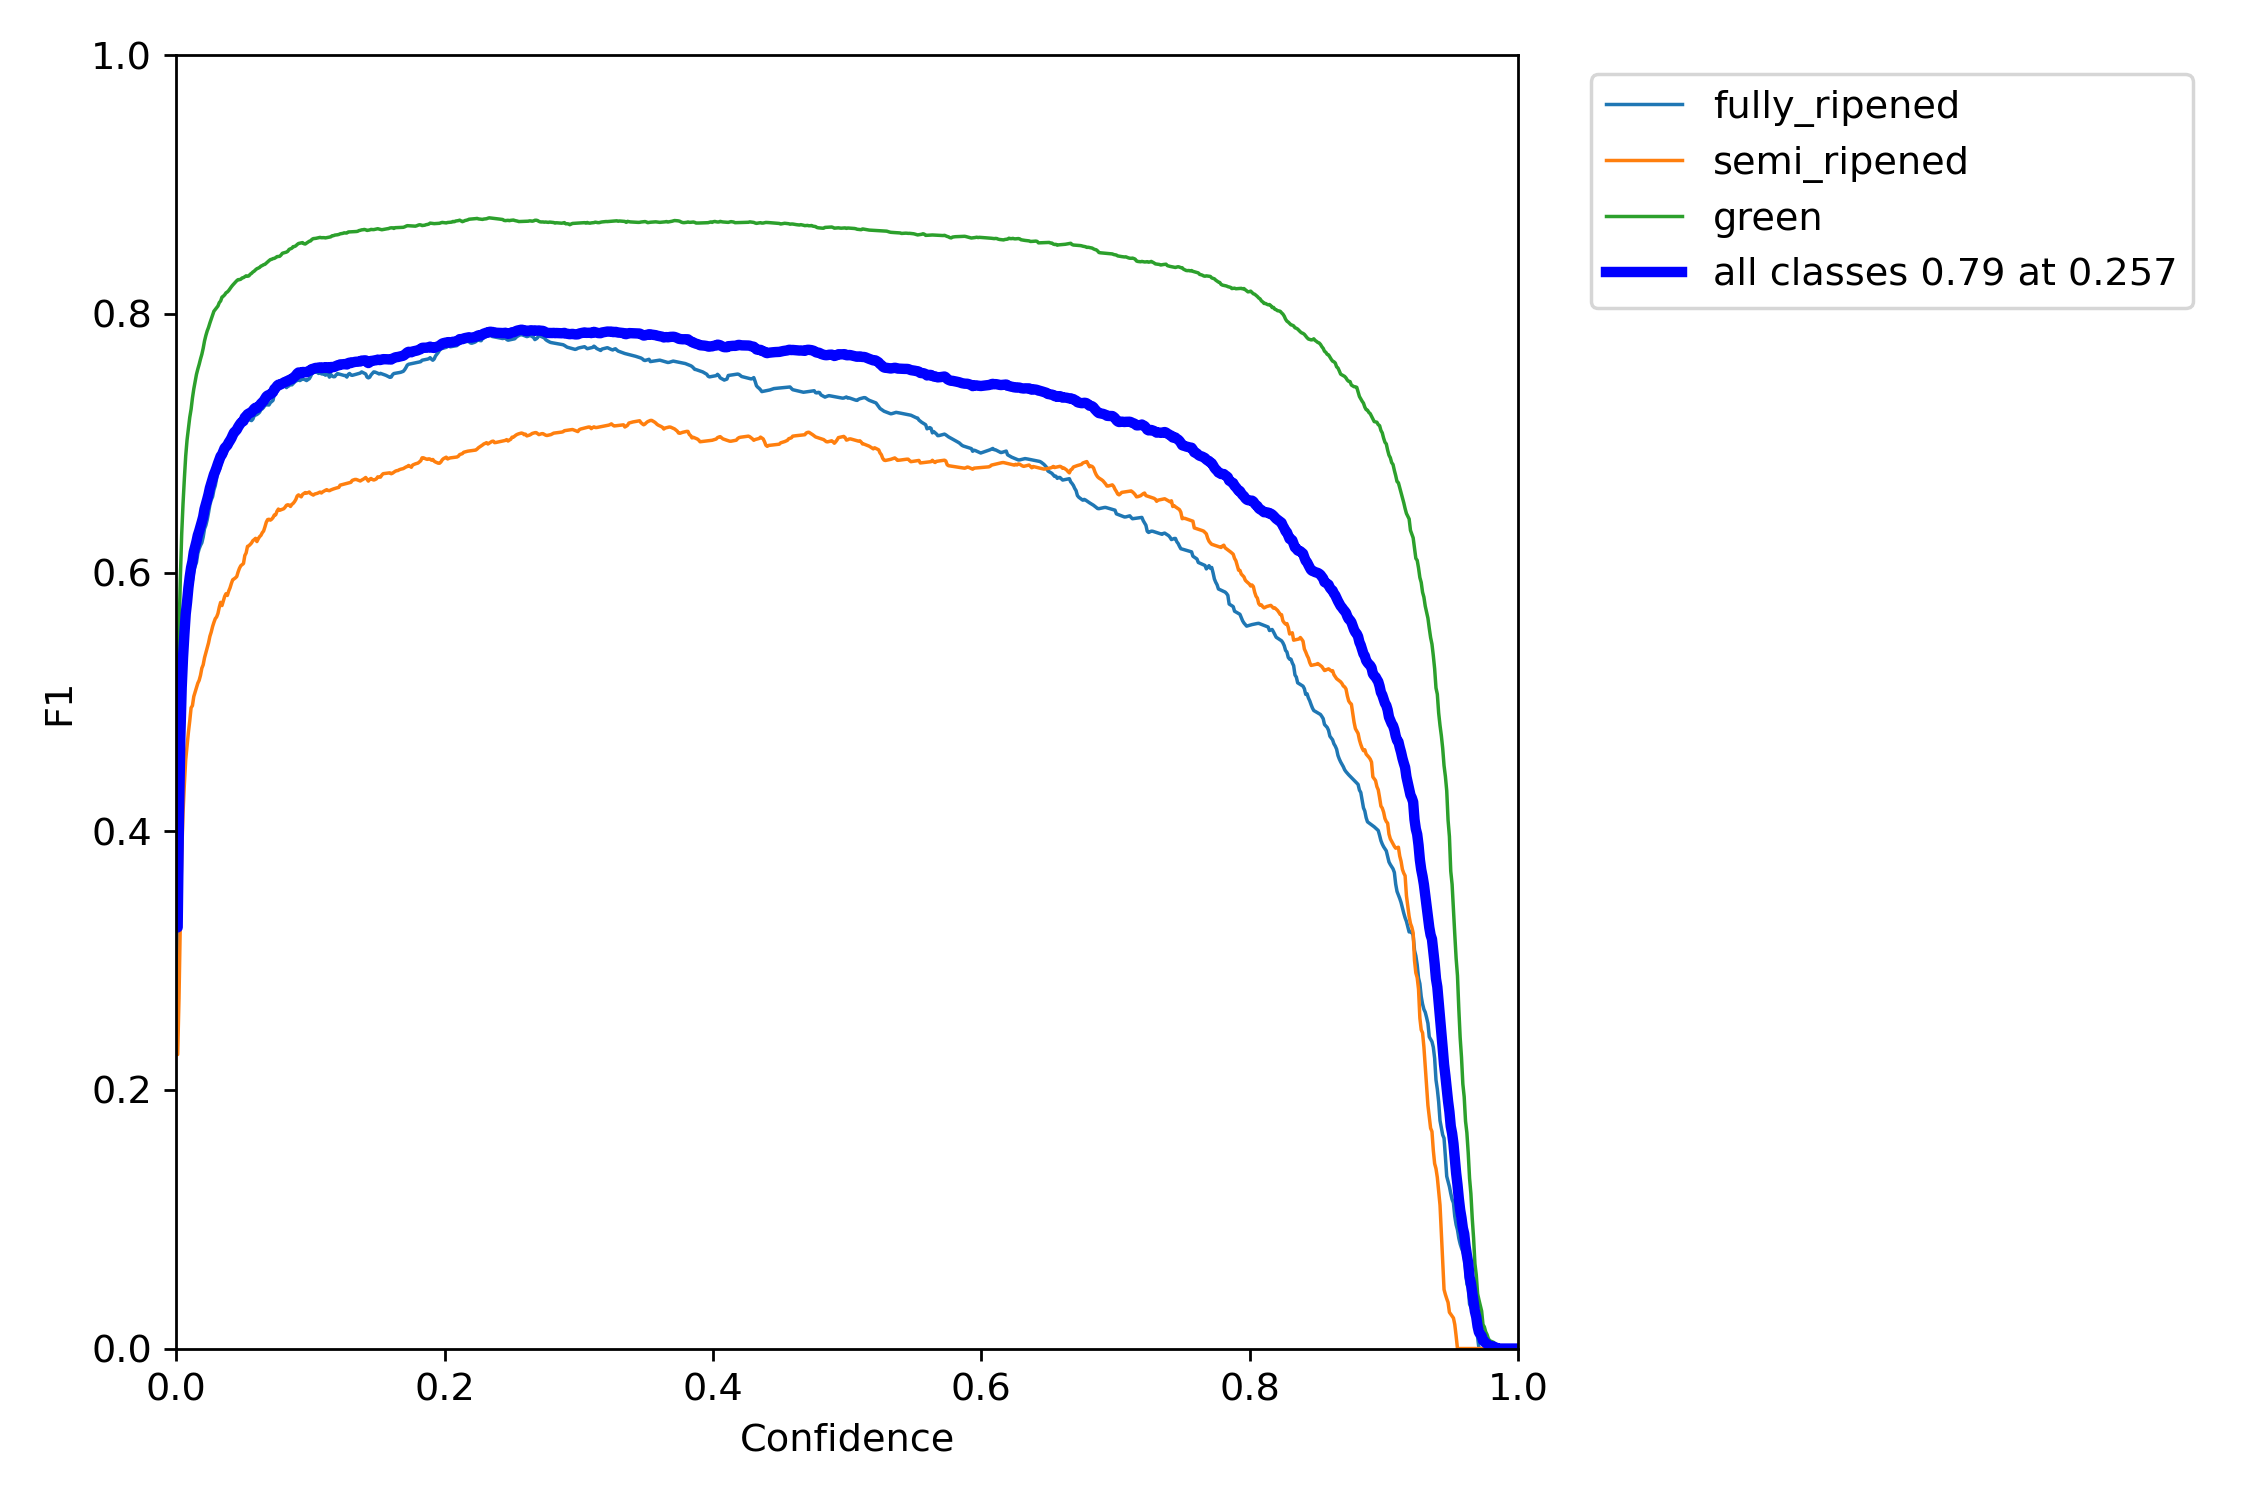 1.0
0.8
0.6
0.4
0.2
0.0
F1
0.0 0.2 0.4 0.6 0.8 1.0
Confidence
fully_ripened
semi_ripened
green
all classes 0.79 at 0.257